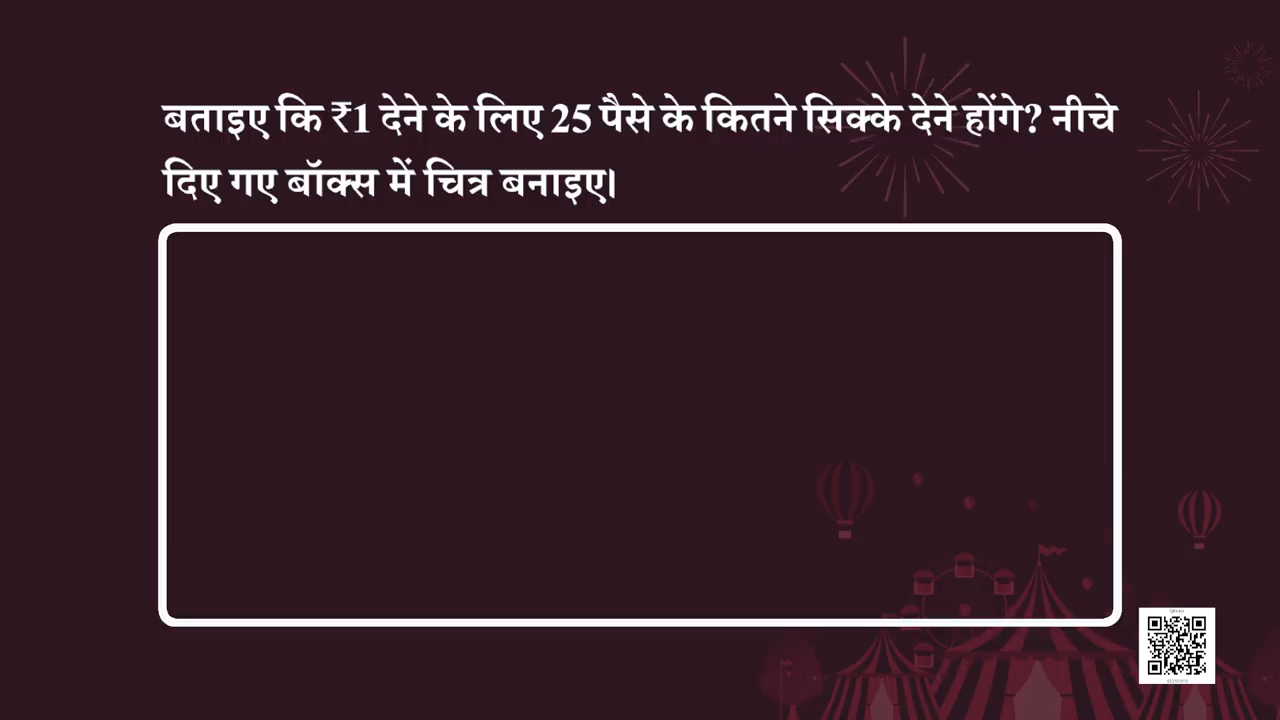 बताइए कि ₹1 देने के लिए 25 पैसे के कितने सिक्के देने होंगे? नीचे
दिए गए बॉक्स में चित्र बनाइए।